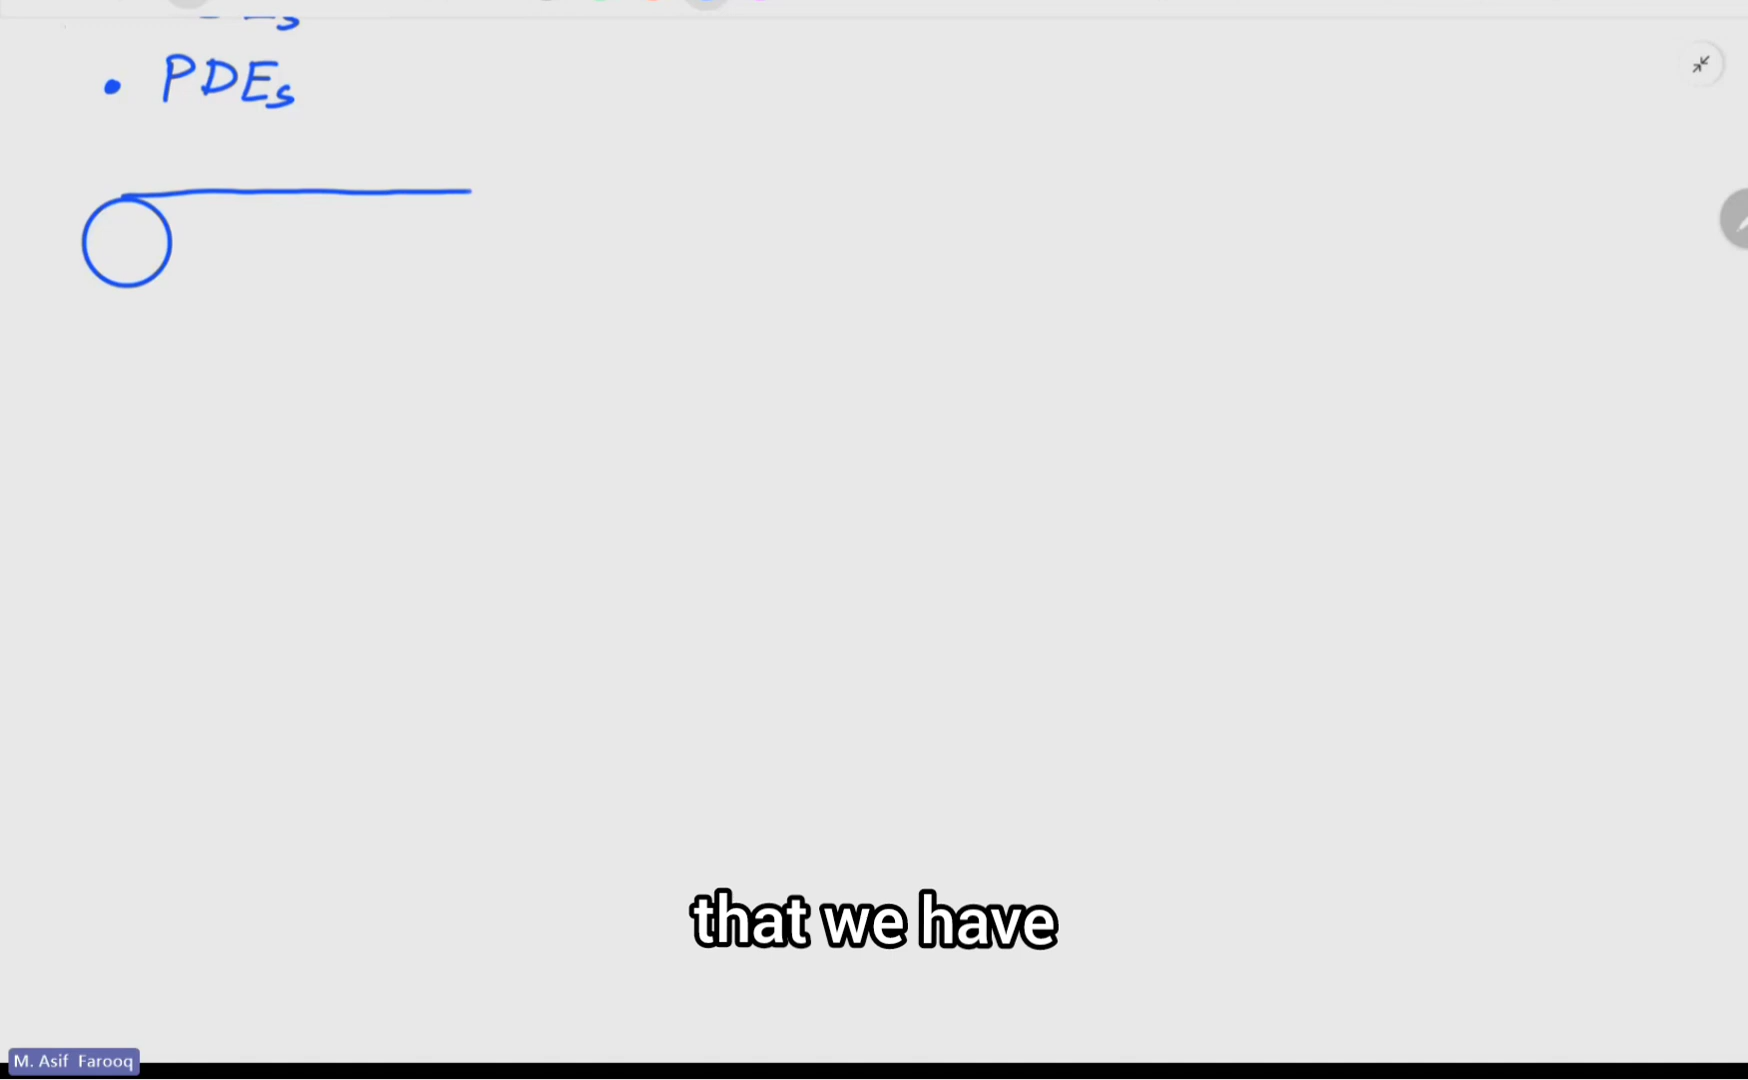 • PDEs
that we have
M. Asif Farooq